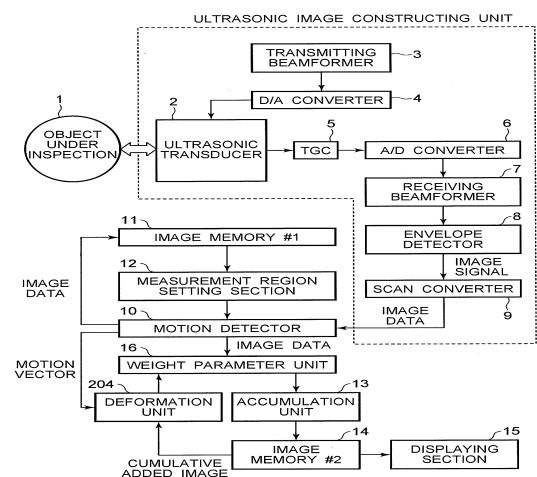 ULTRASONIC IMAGE CONSTRUCTING UNIT
3
TRANSMITTING
BEAMFORMER
1
2
D/A CONVERTER
4
5
6
OBJECT
UNDER
INSPECTION
ULTRASONIC
TRANSDUCER
TGC
A/D CONVERTER
7
RECEIVING
BEAMFORMER
8
11
IMAGE MEMORY #1
ENVELOPE
DETECTOR
12
IMAGE
SIGNAL
IMAGE
DATA
MEASUREMENT REGION
SETTING SECTION
SCAN CONVERTER
10
IMAGE
DATA
9
MOTION DETECTOR
16
IMAGE DATA
MOTION
VECTOR
WEIGHT PARAMETER UNIT
204
13
DEFORMATION
UNIT
ACCUMULATION
UNIT
14
15
IMAGE
MEMORY #2
DISPLAYING
SECTION
CUMULATIVE
ADDED IMAGE